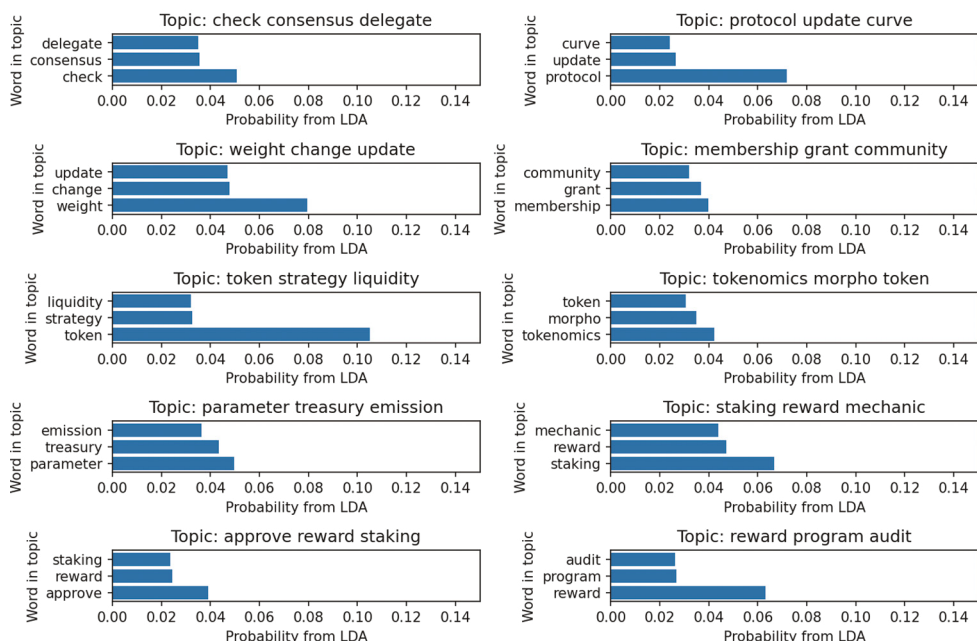 Topic: check consensus delegate
Word in topic
delegate
consensus
check
0.00 0.02 0.04 0.06 0.08 0.10 0.12 0.14
Probability from LDA
Topic: protocol update curve
Word in topic
curve
update
protocol
0.00 0.02 0.04 0.06 0.08 0.10 0.12 0.14
Probability from LDA
Topic: weight change update
Word in topic
update
change
weight
0.00 0.02 0.04 0.06 0.08 0.10 0.12 0.14
Probability from LDA
Topic: membership grant community
Word in topic
community
grant
membership
0.00 0.02 0.04 0.06 0.08 0.10 0.12 0.14
Probability from LDA
Topic: token strategy liquidity
Word in topic
liquidity
strategy
token
0.00 0.02 0.04 0.06 0.08 0.10 0.12 0.14
Probability from LDA
Topic: tokenomics morpho token
Word in topic
token
morpho
tokenomics
0.00 0.02 0.04 0.06 0.08 0.10 0.12 0.14
Probability from LDA
Topic: parameter treasury emission
Word in topic
emission
treasury
parameter
0.00 0.02 0.04 0.06 0.08 0.10 0.12 0.14
Probability from LDA
Topic: staking reward mechanic
Word in topic
mechanic
reward
staking
0.00 0.02 0.04 0.06 0.08 0.10 0.12 0.14
Probability from LDA
Topic: approve reward staking
Word in topic
staking
reward
approve
0.00 0.02 0.04 0.06 0.08 0.10 0.12 0.14
Probability from LDA
Topic: reward program audit
Word in topic
audit
program
reward
0.00 0.02 0.04 0.06 0.08 0.10 0.12 0.14
Probability from LDA